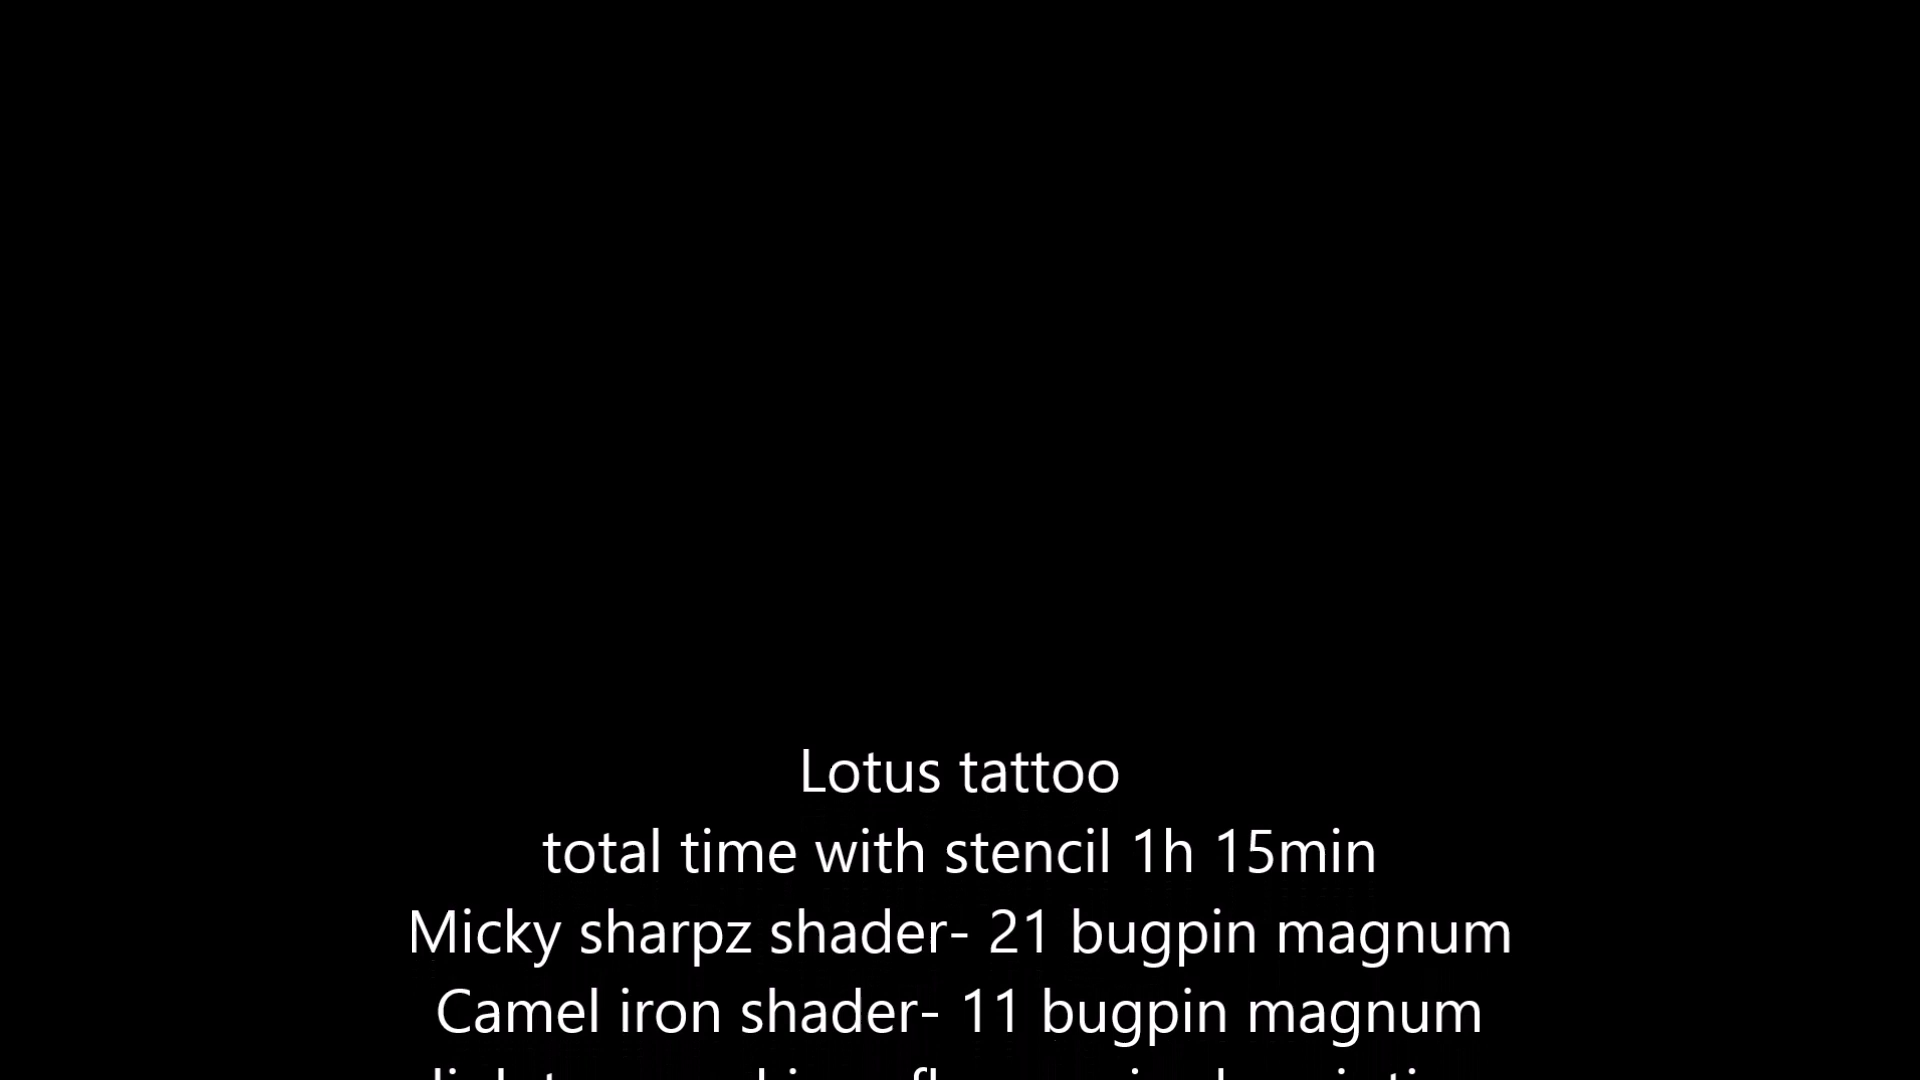 Lotus tattoo
total time with stencil 1h 15min
Micky sharpz shader- 21 bugpin magnum
Camel iron shader- 11 bugpin magnum